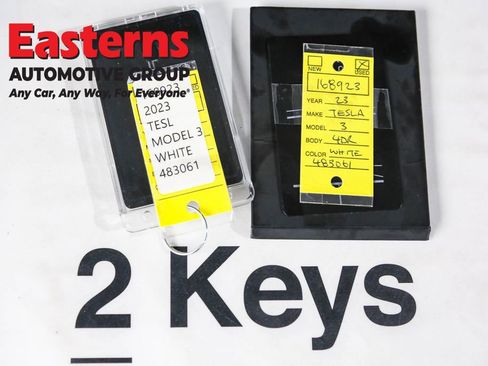 Easterns
AUTOMOTIVE GROUP
Any Car, Any Way, For Everyone®
2023
TESL
MODEL 3
WHITE
483061
NEW
USED
168923
YEAR 23
MAKE TESLA
MODEL 3
BODY 4DR
COLOR WHITE
483061
2 Keys